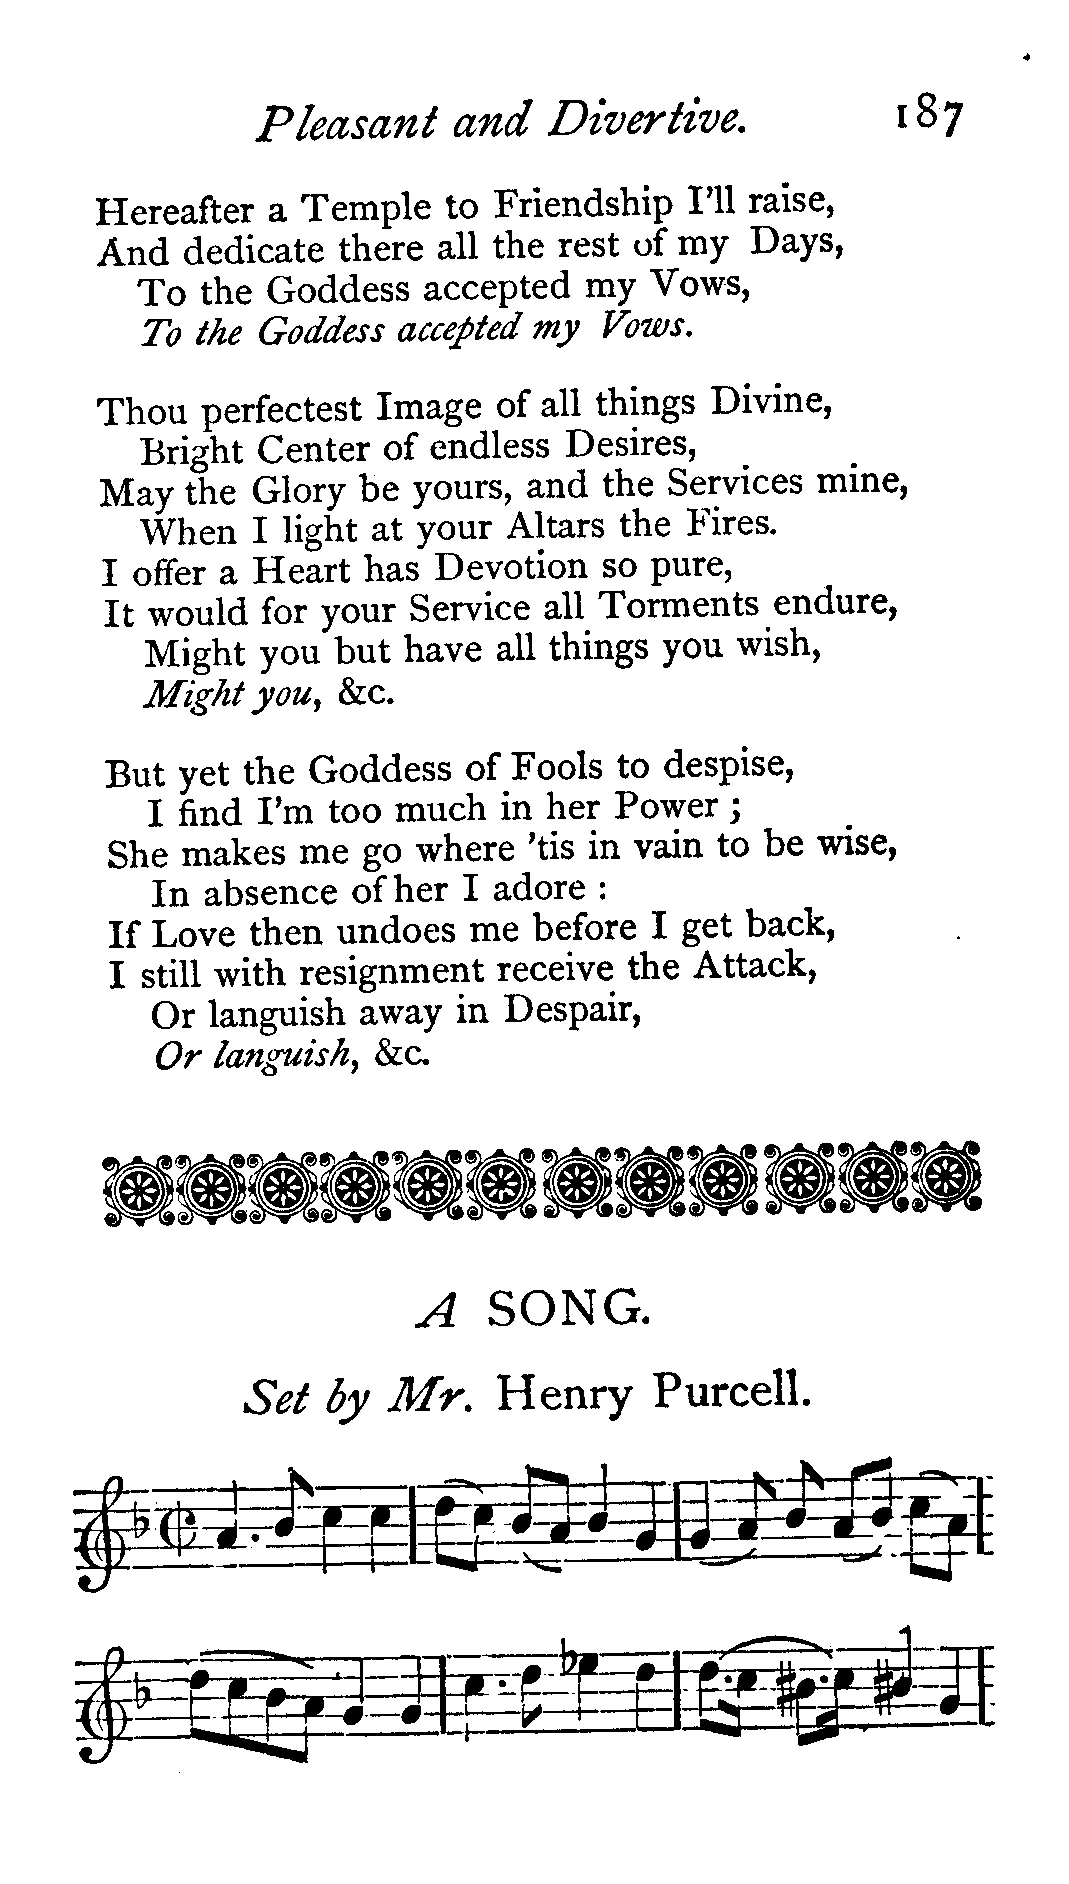 Pleasant and Divertive. 187
Hereafter a Temple to Friendship I'll raise,
And dedicate there all the rest of my Days,
To the Goddess accepted my Vows,
To the Goddess accepted my Vows.
Thou perfectest Image of all things Divine,
Bright Center of endless Desires,
May the Glory be yours, and the Services mine,
When I light at your Altars the Fires.
I offer a Heart has Devotion so pure,
It would for your Service all Torments endure,
Might you but have all things you wish,
Might you, &c.
But yet the Goddess of Fools to despise,
I find I'm too much in her Power ;
She makes me go where 'tis in vain to be wise,
In absence of her I adore :
If Love then undoes me before I get back,
I still with resignment receive the Attack,
Or languish away in Despair,
Or languish, &c.
A SONG.
Set by Mr. Henry Purcell.